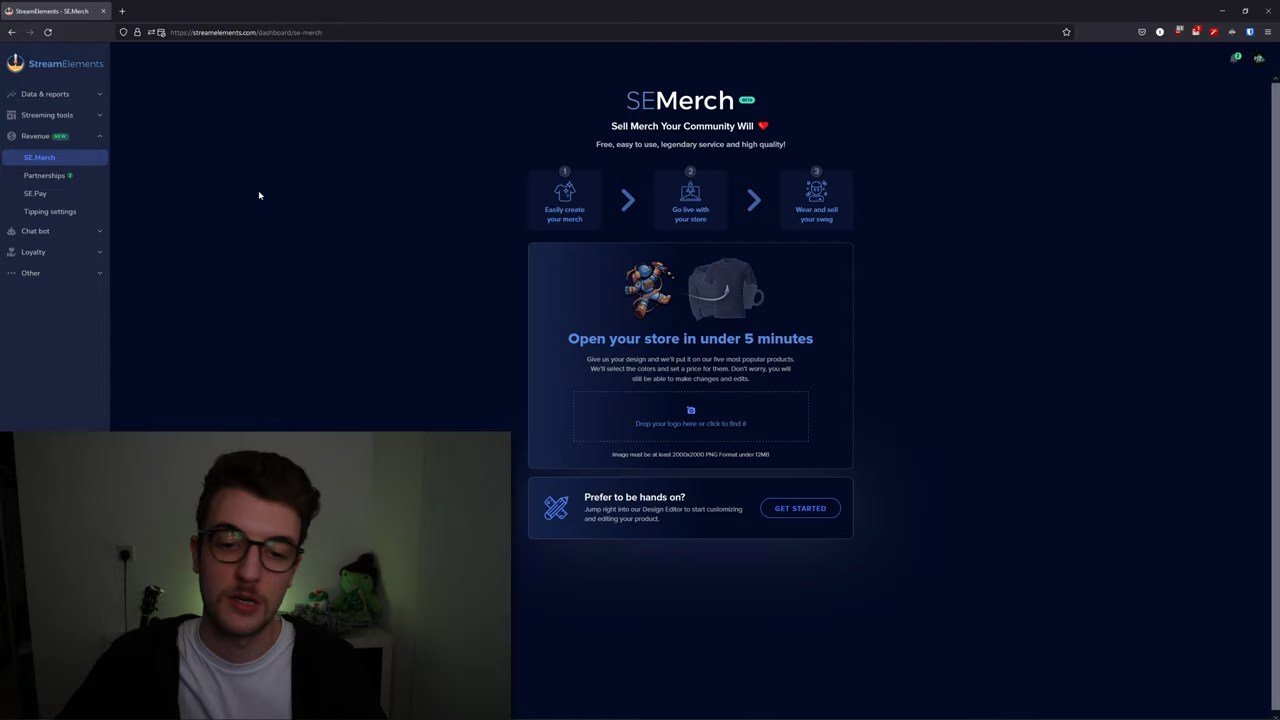 StreamElements - SE.Merch
https://streamelements.com/dashboard/se-merch
61
StreamElements
Data & reports
Streaming tools
Revenue NEW
SE.Merch
Partnerships
SE.Pay
Tipping settings
Chat bot
Loyalty
Other
SEMerch BETA
Sell Merch Your Community Will
Free, easy to use, legendary service and high quality!
1
2
3
Easily create
your merch
Go live with
your store
Wear and sell
your swag
Open your store in under 5 minutes
Give us your design and we'll put it on our five most popular products.
We'll select the colors and set a price for them. Don't worry, you will
still be able to make changes and edits.
Drop your logo here or click to find it
Image must be at least 2000x2000 PNG Format under 12MB
Prefer to be hands on?
Jump right into our Design Editor to start customizing
and editing your product.
GET STARTED